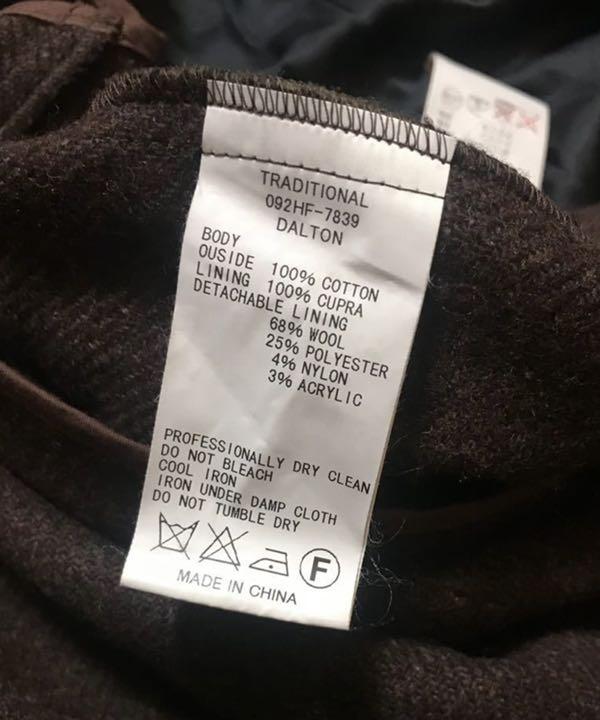 TRADITIONAL
092HF-7839
DALTON
BODY
OUSIDE 100% COTTON
LINING 100% CUPRA
DETACHABLE LINING
68% WOOL
25% POLYESTER
4% NYLON
3% ACRYLIC
PROFESSIONALLY DRY CLEAN
DO NOT BLEACH
COOL IRON
IRON UNDER DAMP CLOTH
DO NOT TUMBLE DRY
F
MADE IN CHINA